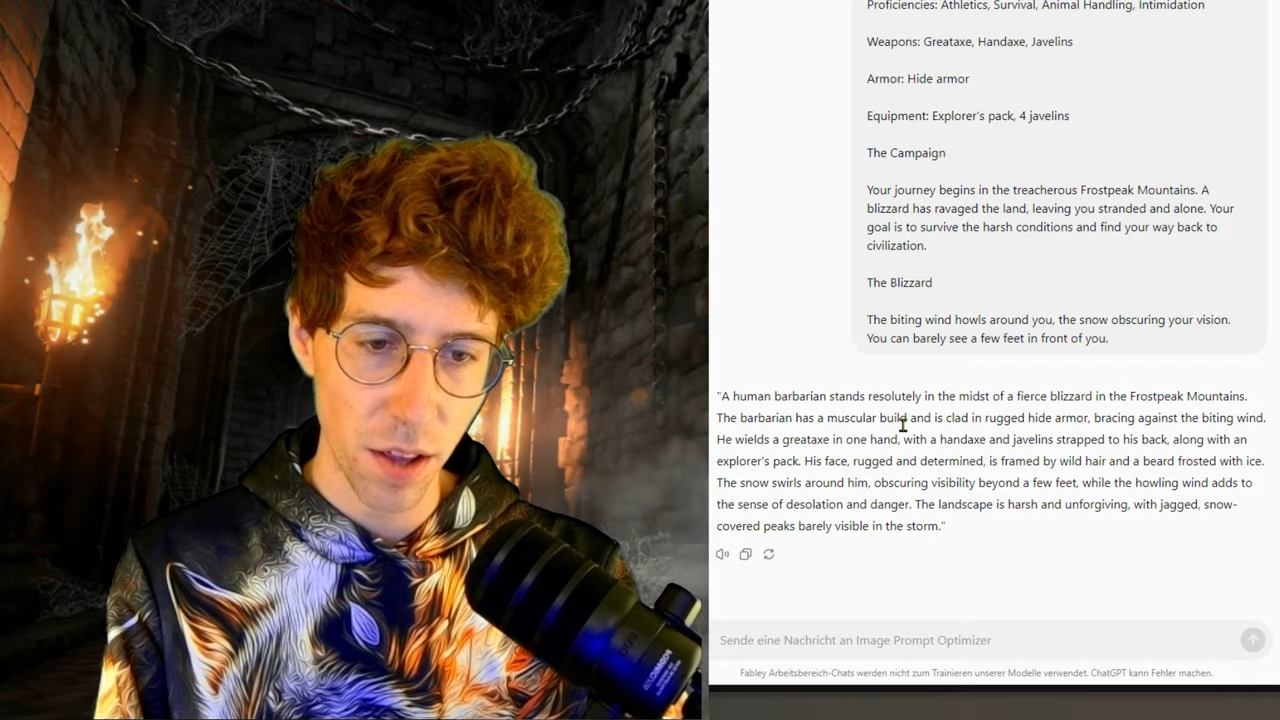 Proficiencies: Athletics, Survival, Animal Handling, Intimidation
Weapons: Greataxe, Handaxe, Javelins
Armor: Hide armor
Equipment: Explorer's pack, 4 javelins
The Campaign
Your journey begins in the treacherous Frostpeak Mountains. A
blizzard has ravaged the land, leaving you stranded and alone. Your
goal is to survive the harsh conditions and find your way back to
civilization.
The Blizzard
The biting wind howls around you, the snow obscuring your vision.
You can barely see a few feet in front of you.
"A human barbarian stands resolutely in the midst of a fierce blizzard in the Frostpeak Mountains.
The barbarian has a muscular build and is clad in rugged hide armor, bracing against the biting wind.
He wields a greataxe in one hand, with a handaxe and javelins strapped to his back, along with an
explorer's pack. His face, rugged and determined, is framed by wild hair and a beard frosted with ice.
The snow swirls around him, obscuring visibility beyond a few feet, while the howling wind adds to
the sense of desolation and danger. The landscape is harsh and unforgiving, with jagged, snow-
covered peaks barely visible in the storm."
Sende eine Nachricht an Image Prompt Optimizer
Fabley Arbeitsbereich-Chats werden nicht zum Trainieren unserer Modelle verwendet. ChatGPT kann Fehler machen.